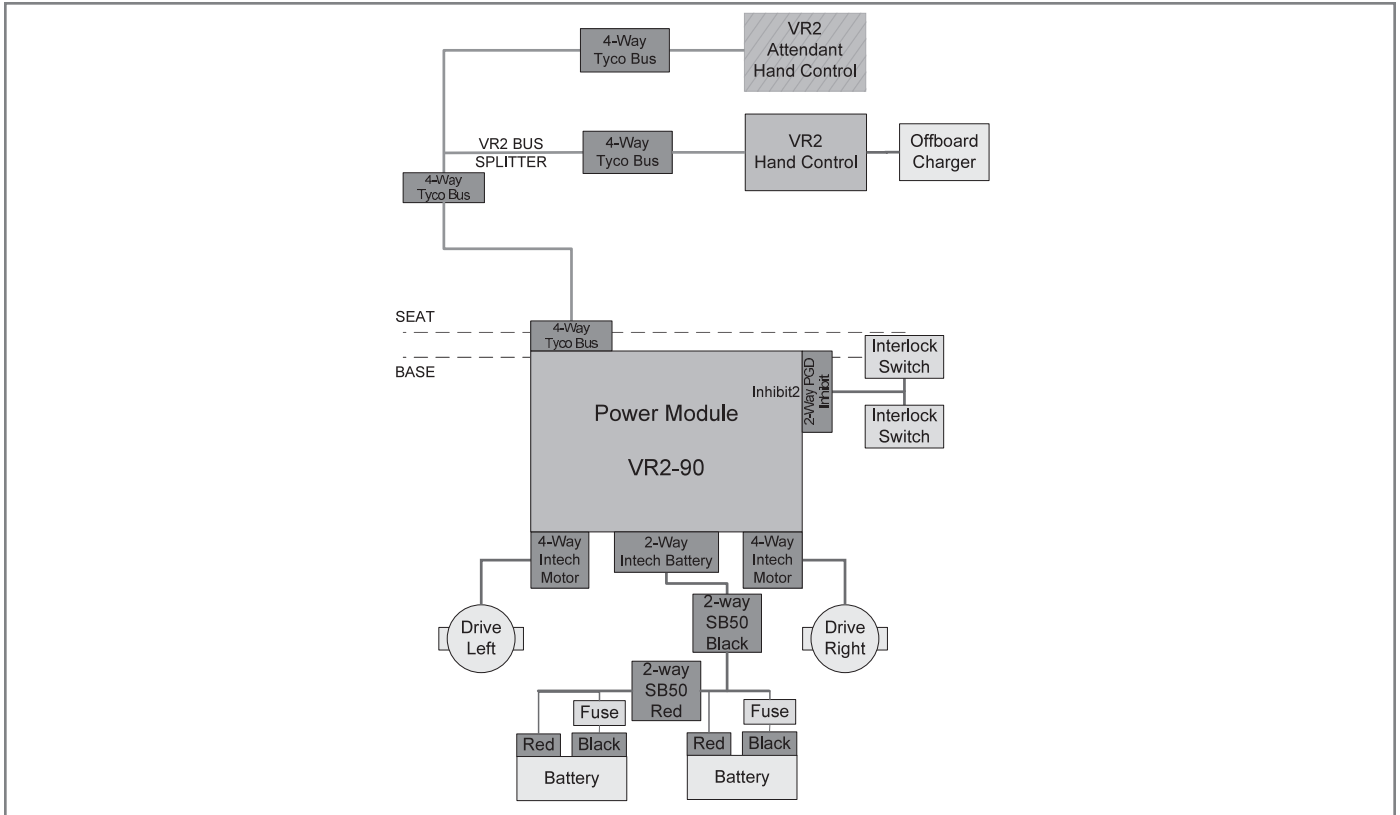 VR2
Attendant
Hand Control
4-Way
Tyco Bus
VR2 BUS
SPLITTER
4-Way
Tyco Bus
VR2
Hand Control
Offboard
Charger
4-Way
Tyco Bus
SEAT
BASE
4-Way
Tyco Bus
Interlock
Switch
Inhibit2
2-Way PGD
Inhibit
Interlock
Switch
Power Module
VR2-90
4-Way
Intech
Motor
2-Way
Intech Battery
4-Way
Intech
Motor
2-way
SB50
Black
Drive
Left
Drive
Right
2-way
SB50
Red
Fuse
Fuse
Red
Black
Red
Black
Battery
Battery